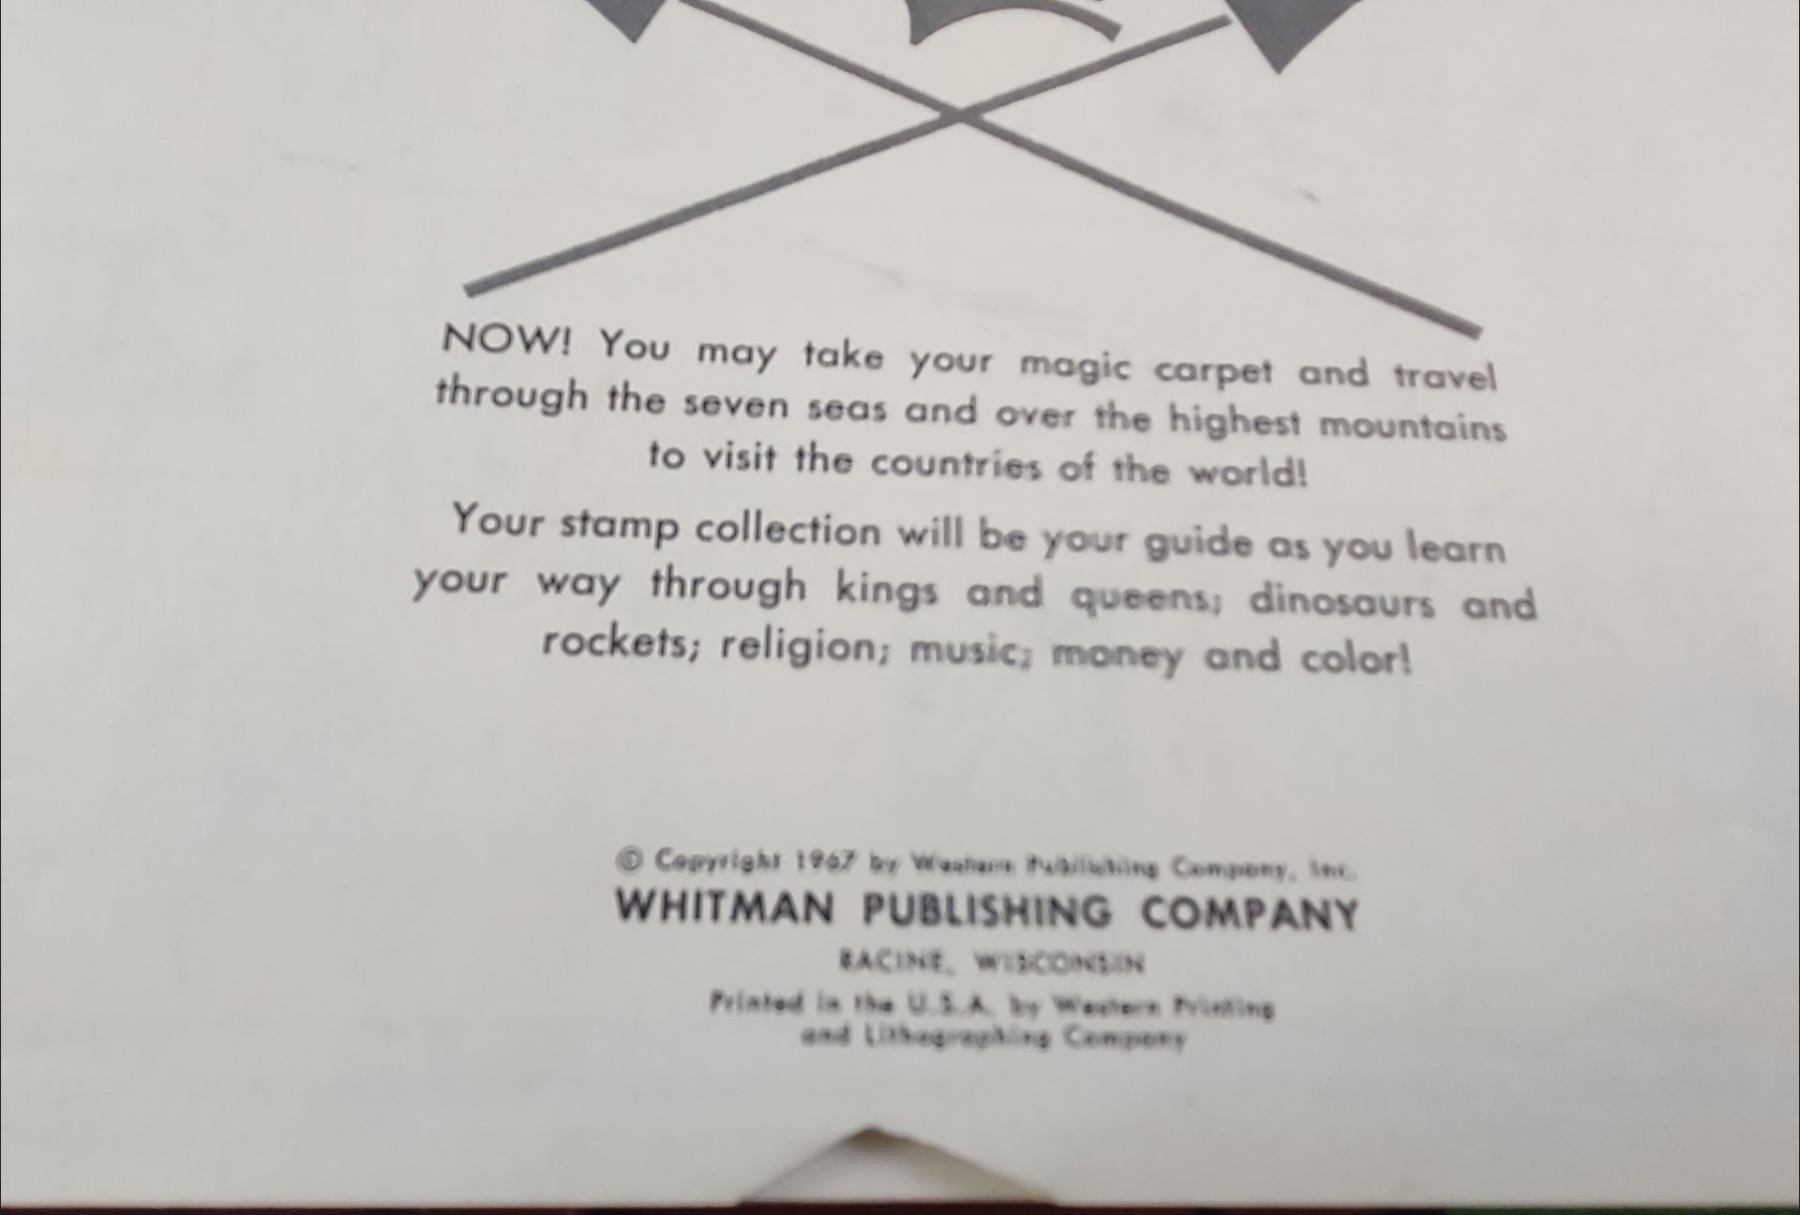 NOW! You may take your magic carpet and travel
through the seven seas and over the highest mountains
to visit the countries of the world!
Your stamp collection will be your guide as you learn
your way through kings and queens; dinosaurs and
rockets; religion; music; money and color!
© Copyright 1967 by Western Publishing Company, Inc.
WHITMAN PUBLISHING COMPANY
RACINE, WISCONSIN
Printed in the U.S.A. by Western Printing
and Lithographing Company